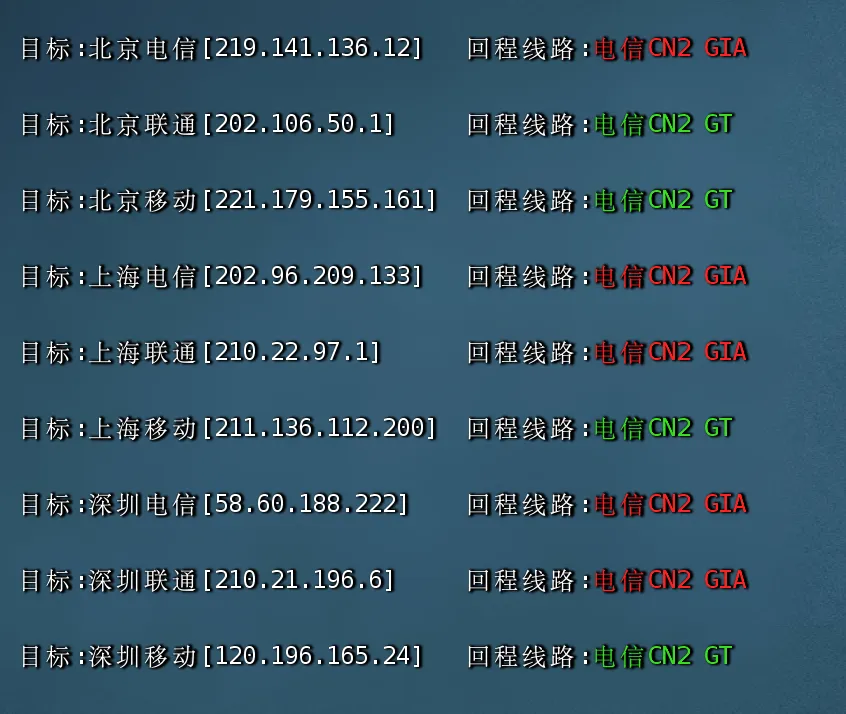 目标:北京电信[219.141.136.12] 回程线路:电信CN2 GIA
目标:北京联通[202.106.50.1] 回程线路:电信CN2 GT
目标:北京移动[221.179.155.161] 回程线路:电信CN2 GT
目标:上海电信[202.96.209.133] 回程线路:电信CN2 GIA
目标:上海联通[210.22.97.1] 回程线路:电信CN2 GIA
目标:上海移动[211.136.112.200] 回程线路:电信CN2 GT
目标:深圳电信[58.60.188.222] 回程线路:电信CN2 GIA
目标:深圳联通[210.21.196.6] 回程线路:电信CN2 GIA
目标:深圳移动[120.196.165.24] 回程线路:电信CN2 GT